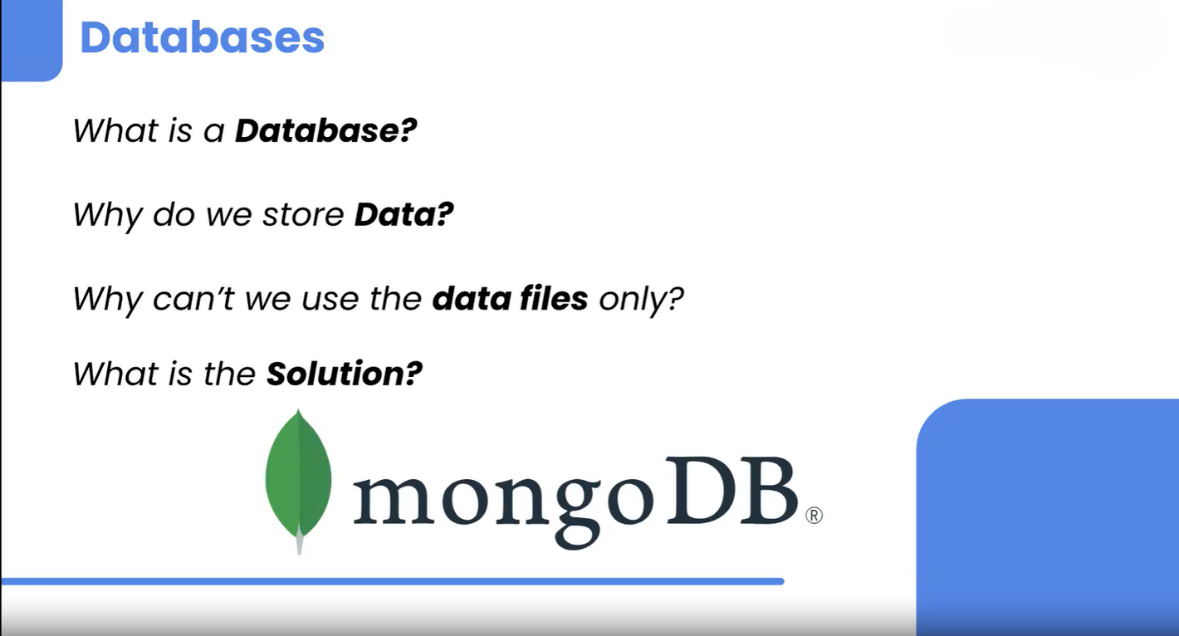 Databases
What is a Database?
Why do we store Data?
Why can't we use the data files only?
What is the Solution?
mongoDB®